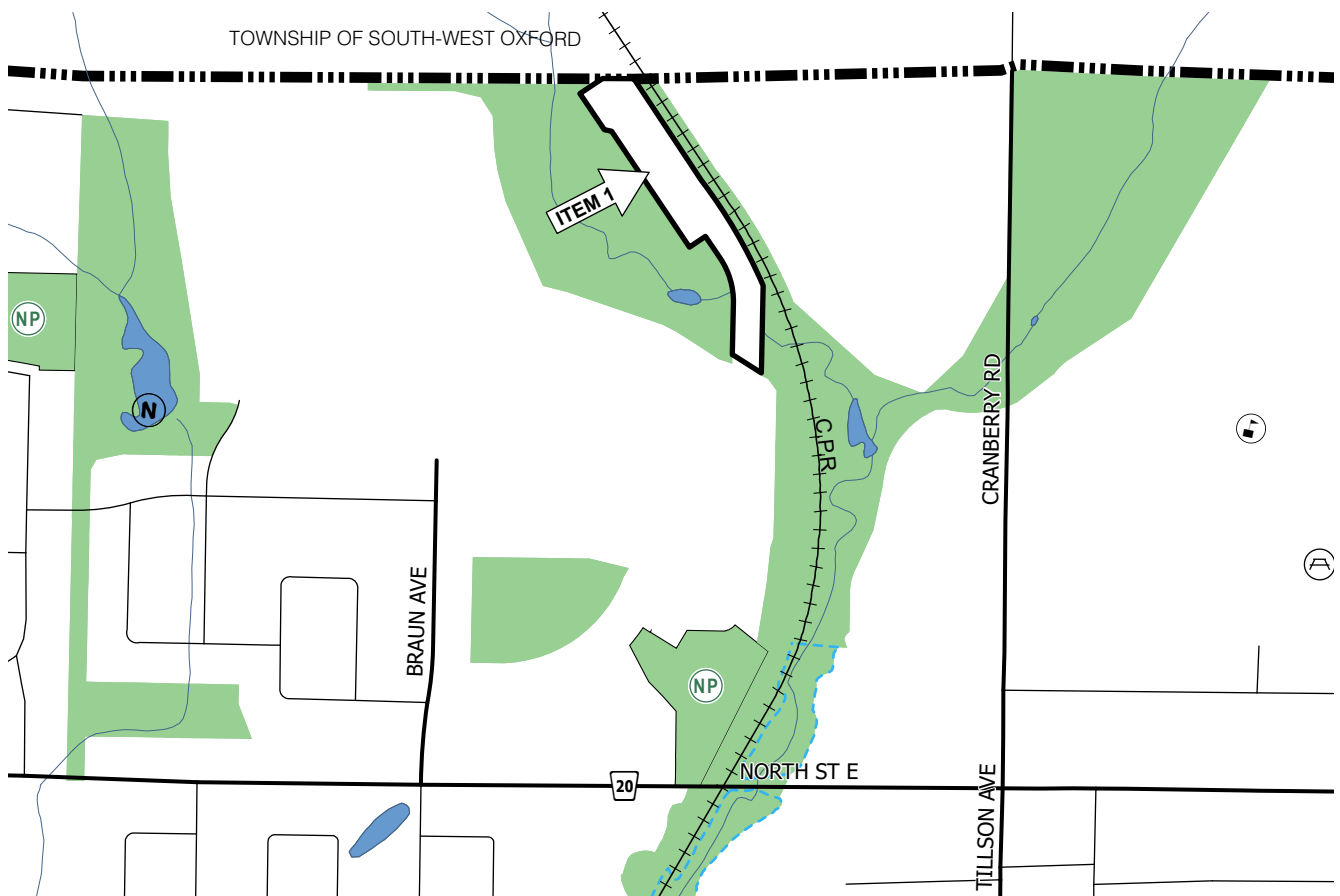 TOWNSHIP OF SOUTH-WEST OXFORD
ITEM 1
NP
N
CRANBERRY RD
C P R
BRAUN AVE
NP
20
NORTH ST E
TILLSON AVE